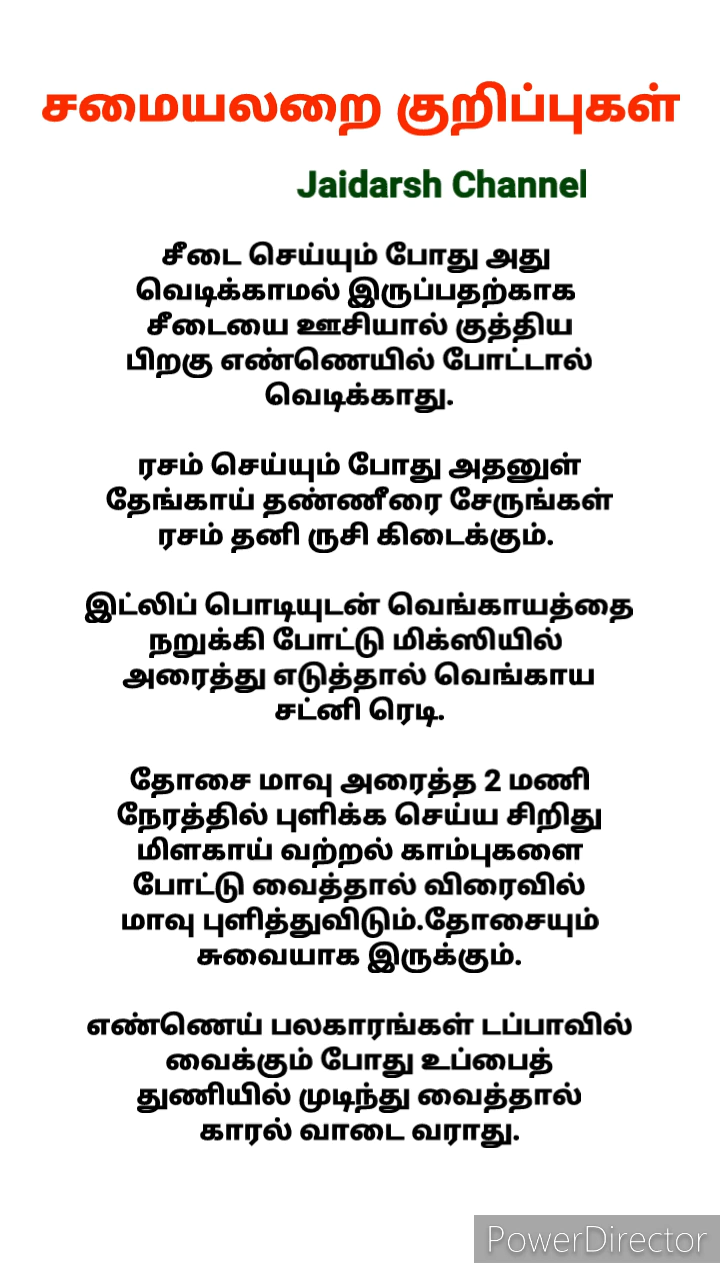 சமையலறை குறிப்புகள்
Jaidarsh Channel
சீடை செய்யும் போது அது
வெடிக்காமல் இருப்பதற்காக
சீடையை ஊசியால் குத்திய
பிறகு எண்ணெயில் போட்டால்
வெடிக்காது.
ரசம் செய்யும் போது அதனுள்
தேங்காய் தண்ணீரை சேருங்கள்
ரசம் தனி ருசி கிடைக்கும்.
இட்லிப் பொடியுடன் வெங்காயத்தை
நறுக்கி போட்டு மிக்ஸியில்
அரைத்து எடுத்தால் வெங்காய
சட்னி ரெடி.
தோசை மாவு அரைத்த 2 மணி
நேரத்தில் புளிக்க செய்ய சிறிது
மிளகாய் வற்றல் காம்புகளை
போட்டு வைத்தால் விரைவில்
மாவு புளித்துவிடும்.தோசையும்
சுவையாக இருக்கும்.
எண்ணெய் பலகாரங்கள் டப்பாவில்
வைக்கும் போது உப்பைத்
துணியில் முடிந்து வைத்தால்
காரல் வாடை வராது.
PowerDirector